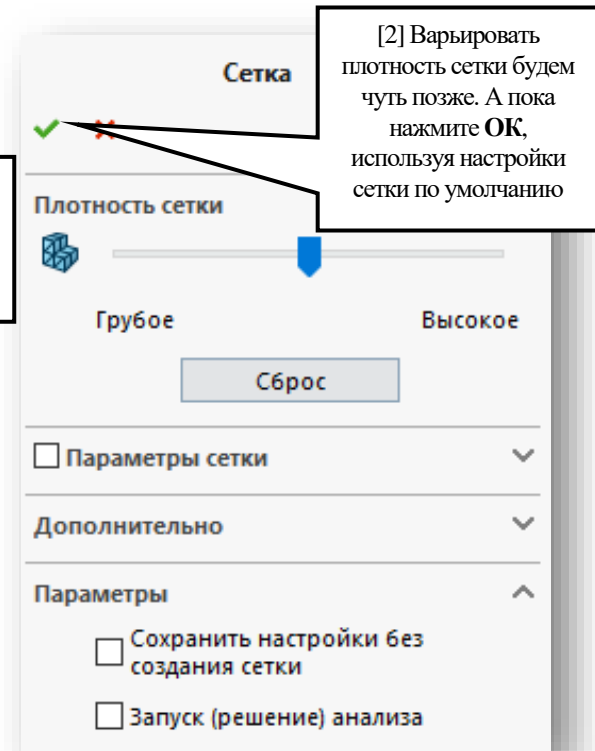 [2] Варьировать
плотность сетки будем
чуть позже. А пока
нажмите ОК,
используя настройки
сетки по умолчанию
Сетка
Плотность сетки
Грубое
Высокое
Сброс
Параметры сетки
Дополнительно
Параметры
Сохранить настройки без
создания сетки
Запуск (решение) анализа